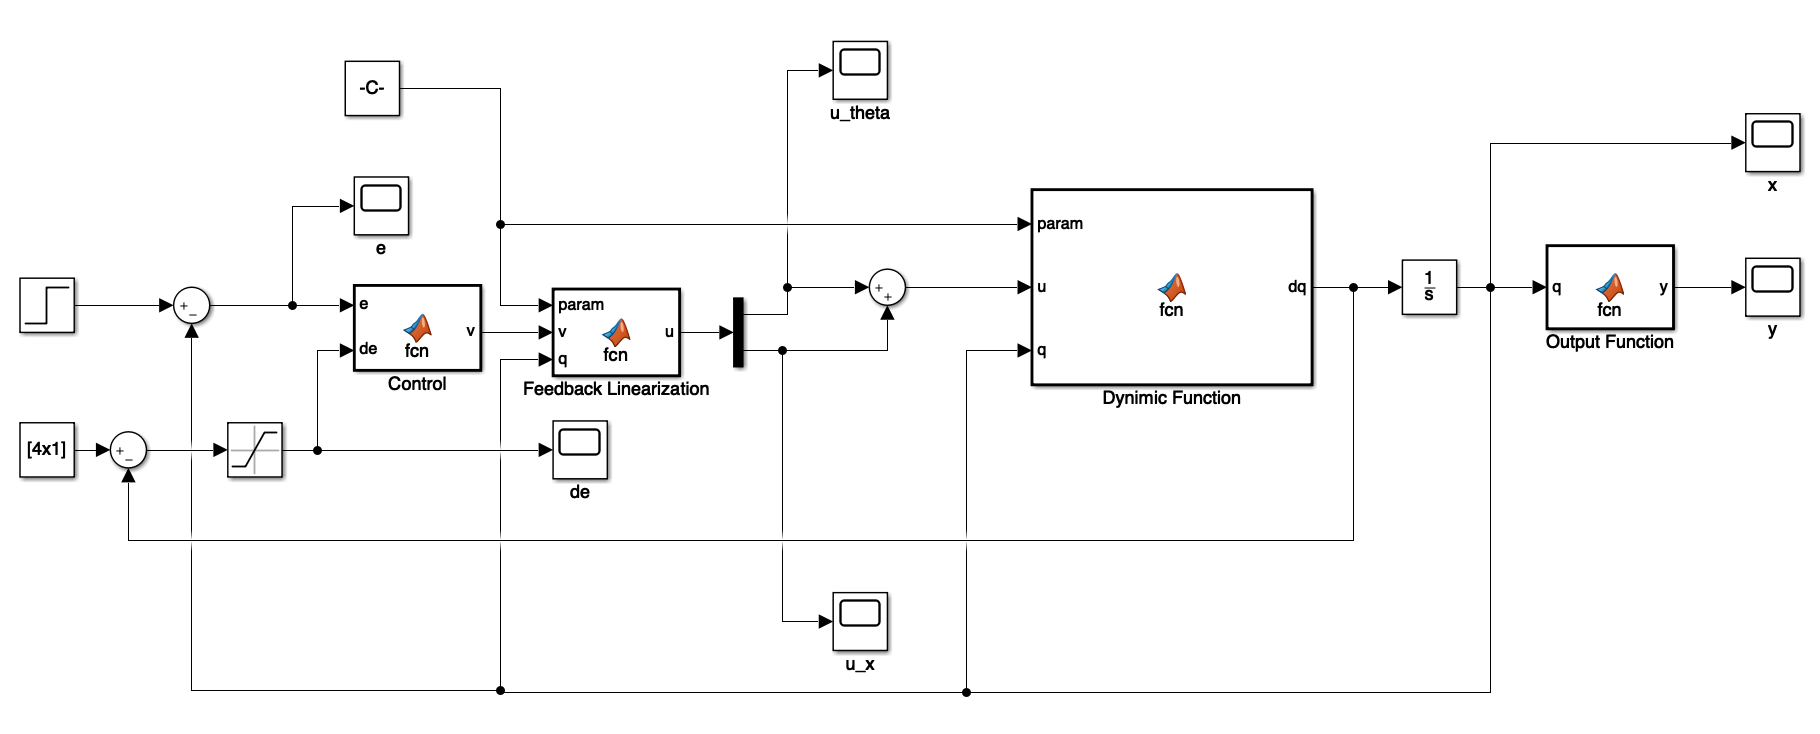 -C-
u_theta
x
e
param
+
−
e
de
fcn
v
Control
param
v
q
fcn
u
Feedback Linearization
+
+
u
q
fcn
dq
Dynimic Function
1
s
q
fcn
y
Output Function
y
[4x1]
+
−
de
u_x